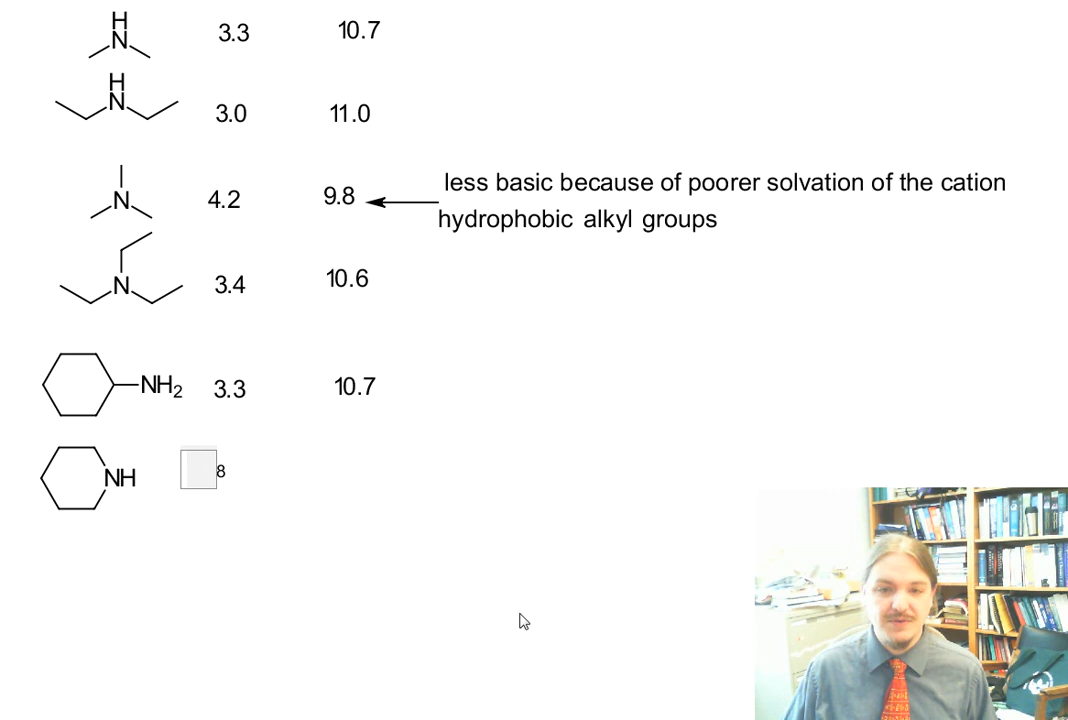 H
N 3.3 10.7
H
N 3.0 11.0
less basic because of poorer solvation of the cation
N 4.2 9.8
hydrophobic alkyl groups
N 3.4 10.6
NH2 3.3 10.7
NH 8